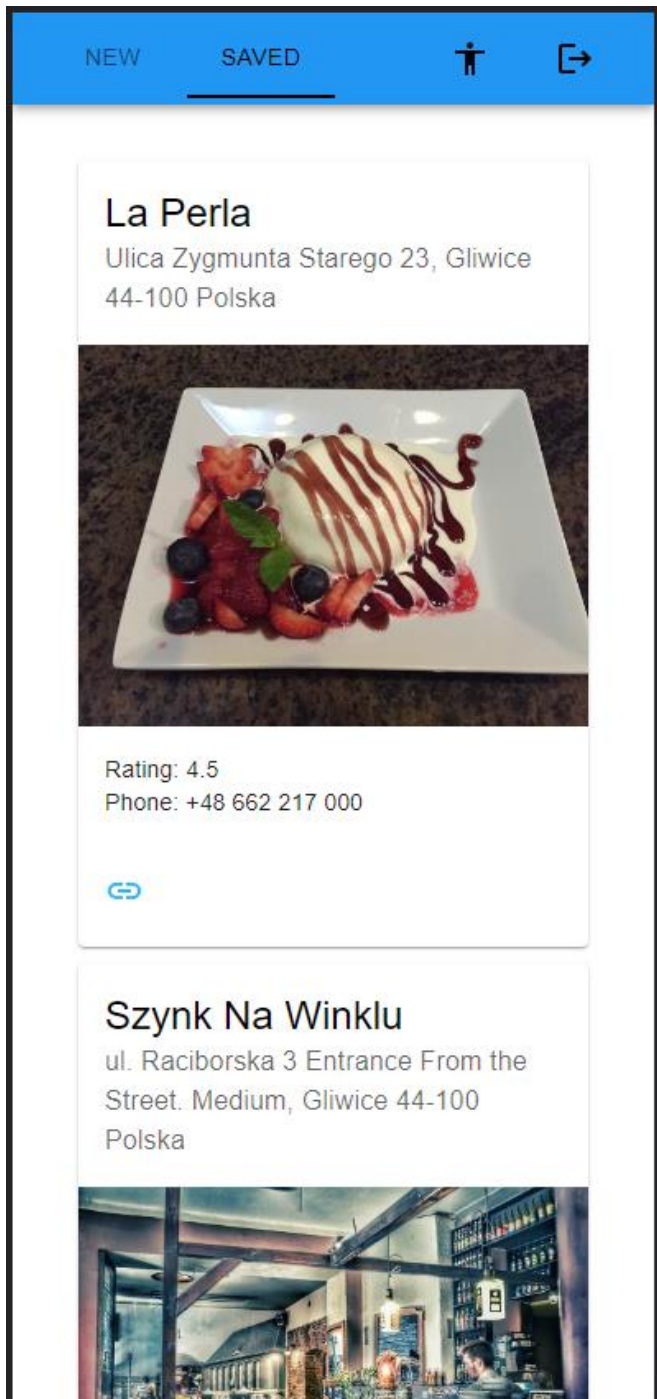 NEW SAVED
La Perla
Ulica Zygmunta Starego 23, Gliwice
44-100 Polska
Rating: 4.5
Phone: +48 662 217 000
Szynk Na Winklu
ul. Raciborska 3 Entrance From the
Street. Medium, Gliwice 44-100
Polska